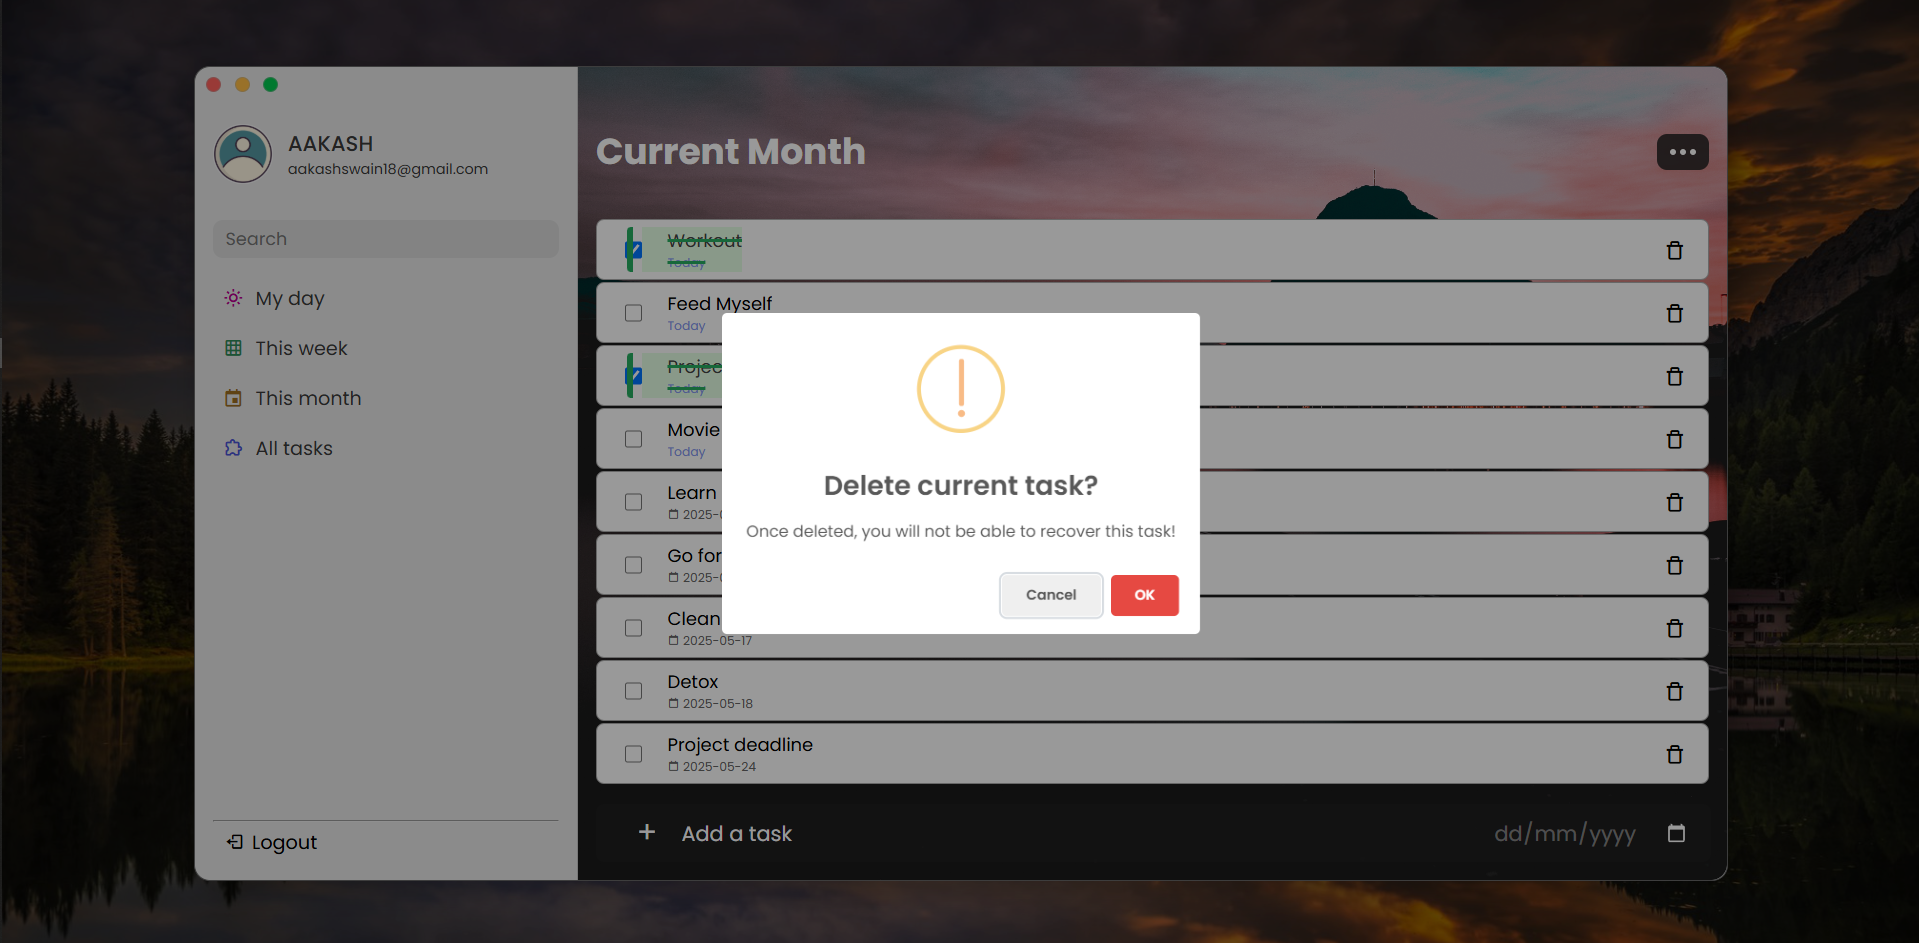 AAKASH
aakashswain18@gmail.com
Search
My day
This week
This month
All tasks
Logout
Current Month
Workout
Today
Feed Myself
Today
Projec
Today
Movie
Today
Learn
2025-
Go for
2025-
Clean
2025-05-17
Detox
2025-05-18
Project deadline
2025-05-24
Add a task
dd/mm/yyyy
Delete current task?
Once deleted, you will not be able to recover this task!
Cancel
OK